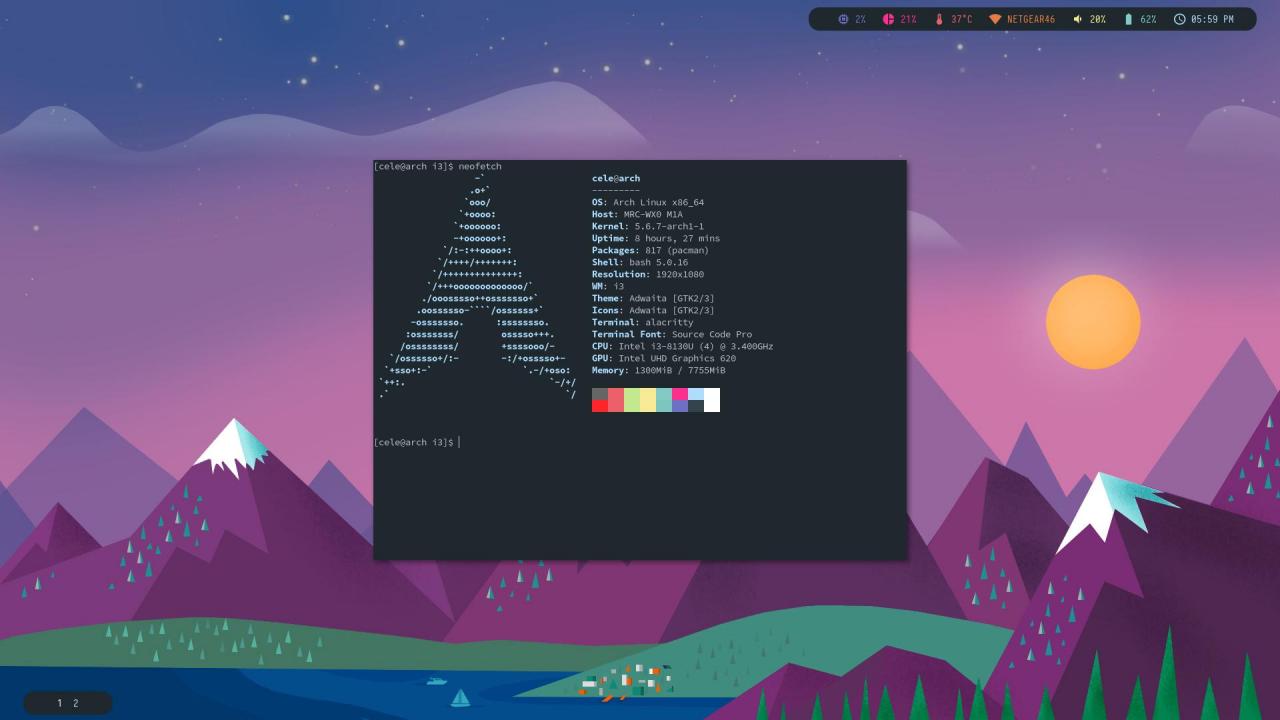 2% 21% 37°C NETGEAR46 20% 62% 05:59 PM
[cele@arch i3]$ neofetch
-`
.o+`
`ooo/
`+oooo:
`+oooooo:
-+oooooo+:
`/:-:++oooo+:
`/++++/+++++++:
`/++++++++++++++:
`/+++ooooooooooooo/`
./ooosssso++osssssso+`
.oossssso-````/ossssss+`
-osssssso. :ssssssso.
:osssssss/ osssso+++.
/ossssssss/ +ssssooo/-
`/ossssso+/:- -:/+osssso+-
`+sso+:-` `.-/+oso:
`++:. `-/+/
.` `/
cele@arch
---------
OS: Arch Linux x86_64
Host: MRC-WX0 M1A
Kernel: 5.6.7-arch1-1
Uptime: 8 hours, 27 mins
Packages: 817 (pacman)
Shell: bash 5.0.16
Resolution: 1920x1080
WM: i3
Theme: Adwaita [GTK2/3]
Icons: Adwaita [GTK2/3]
Terminal: alacritty
Terminal Font: Source Code Pro
CPU: Intel i3-8130U (4) @ 3.400GHz
GPU: Intel UHD Graphics 620
Memory: 1300MiB / 7755MiB
[cele@arch i3]$
1 2